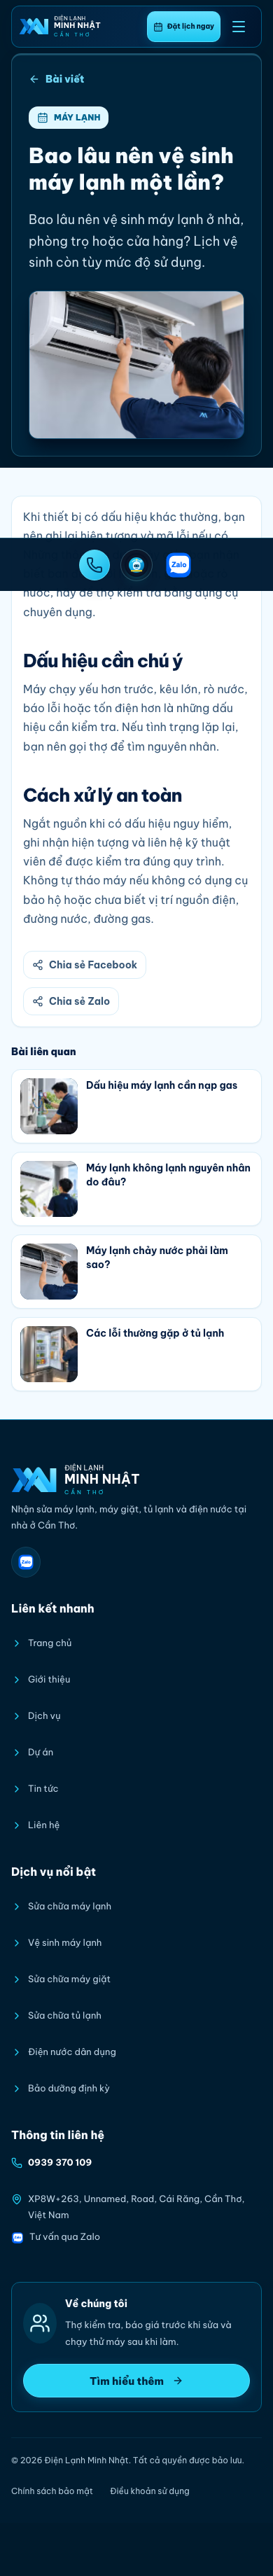 ĐIỆN LẠNH
MINH NHẬT
CẦN THƠ
Đặt lịch ngay
Bài viết
MÁY LẠNH
Bao lâu nên vệ sinh
máy lạnh một lần?
Bao lâu nên vệ sinh máy lạnh ở nhà,
phòng trọ hoặc cửa hàng? Lịch vệ
sinh còn tùy mức độ sử dụng.
Khi thiết bị có dấu hiệu khác thường, bạn
nên ghi lại hiện tượng và mã lỗi nếu có
Zalo
nước, hãy để thợ kiểm tra bằng dụng cụ
chuyên dụng.
Dấu hiệu cần chú ý
Máy chạy yếu hơn trước, kêu lớn, rò nước,
báo lỗi hoặc tốn điện hơn là những dấu
hiệu cần kiểm tra. Nếu tình trạng lặp lại,
bạn nên gọi thợ để tìm nguyên nhân.
Cách xử lý an toàn
Ngắt nguồn khi có dấu hiệu nguy hiểm,
ghi nhận hiện tượng và liên hệ kỹ thuật
viên để được kiểm tra đúng quy trình.
Không tự tháo máy nếu không có dụng cụ
bảo hộ hoặc chưa biết vị trí nguồn điện,
đường nước, đường gas.
Chia sẻ Facebook
Chia sẻ Zalo
Bài liên quan
Dấu hiệu máy lạnh cần nạp gas
Máy lạnh không lạnh nguyên nhân
do đâu?
Máy lạnh chảy nước phải làm
sao?
Các lỗi thường gặp ở tủ lạnh
ĐIỆN LẠNH
MINH NHẬT
CẦN THƠ
Nhận sửa máy lạnh, máy giặt, tủ lạnh và điện nước tại
nhà ở Cần Thơ.
Zalo
Liên kết nhanh
Trang chủ
Giới thiệu
Dịch vụ
Dự án
Tin tức
Liên hệ
Dịch vụ nổi bật
Sửa chữa máy lạnh
Vệ sinh máy lạnh
Sửa chữa máy giặt
Sửa chữa tủ lạnh
Điện nước dân dụng
Bảo dưỡng định kỳ
Thông tin liên hệ
0939 370 109
XP8W+263, Unnamed, Road, Cái Răng, Cần Thơ,
Việt Nam
Tư vấn qua Zalo
Về chúng tôi
Thợ kiểm tra, báo giá trước khi sửa và
chạy thử máy sau khi làm.
Tìm hiểu thêm
© 2026 Điện Lạnh Minh Nhật. Tất cả quyền được bảo lưu.
Chính sách bảo mật
Điều khoản sử dụng